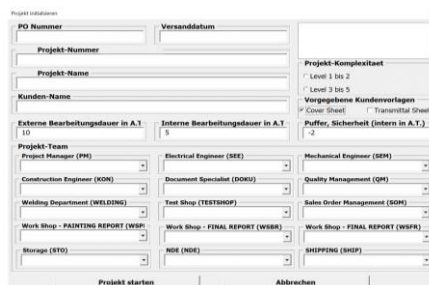 Projekt initialisieren
PO Nummer Versanddatum
Projekt-Nummer
Projekt-Name
Projekt-Komplexitaet
Level 1 bis 2
Level 3 bis 5
Kunden-Name
Vorgegebene Kundenvorlagen
Cover Sheet Transmittal Sheet
Externe Bearbeitungsdauer in A.T Interne Bearbeitungsdauer in A.T Puffer, Sicherheit (intern in A.T.)
10 5 -2
Projekt-Team
Project Manager (PM) Electrical Engineer (SEE) Mechanical Engineer (SEM)
Construction Engineer (KON) Document Specialist (DOKU) Quality Management (QM)
Welding Department (WELDING) Test Shop (TESTSHOP) Sales Order Management (SOM)
Work Shop - PAINTING REPORT (WSPI Work Shop - FINAL REPORT (WSBR) Work Shop - FINAL REPORT (WSFR)
Storage (STO) NDE (NDE) SHIPPING (SHIP)
Projekt starten Abbrechen